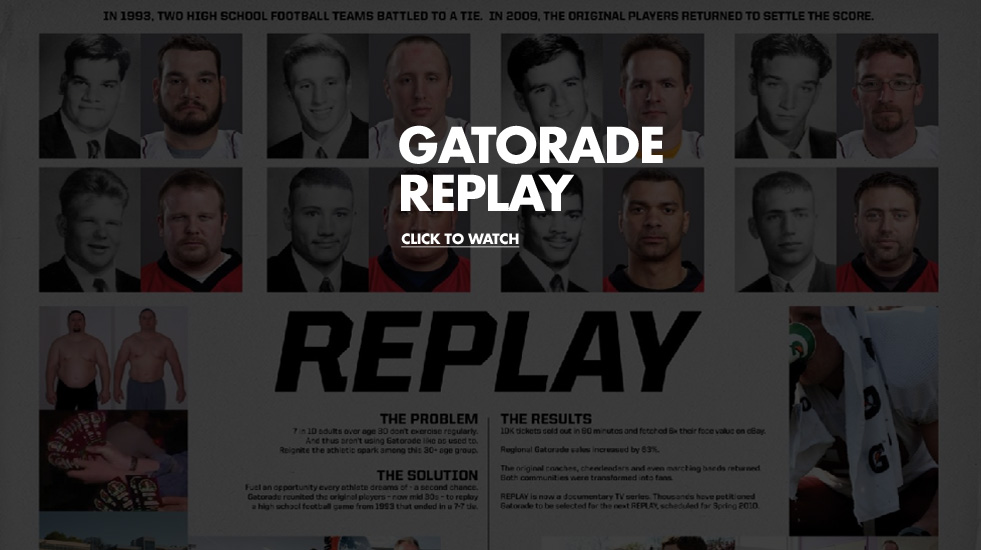 IN 1993, TWO HIGH SCHOOL FOOTBALL TEAMS BATTLED TO A TIE. IN 2009, THE ORIGINAL PLAYERS RETURNED TO SETTLE THE SCORE.
GATORADE
REPLAY
CLICK TO WATCH
REPLAY
THE PROBLEM
7 in 10 adults over age 30 don't exercise regularly.
And thus aren't using Gatorade like as used to.
Reignite the athletic spark among this 30+ age group.
THE SOLUTION
Fuel an opportunity every athlete dreams of - a second chance.
Gatorade reunited the original players - now mid 30s - to replay
a high school football game from 1993 that ended in a 7-7 tie.
THE RESULTS
10K tickets sold out in 90 minutes and fetched 6x their face value on eBay.
Regional Gatorade sales increased by 63%.
The original coaches, cheerleaders and even marching bands returned.
Both communities were transformed into fans.
REPLAY is now a documentary TV series. Thousands have petitioned
Gatorade to be selected for the next REPLAY, scheduled for Spring 2010.
G